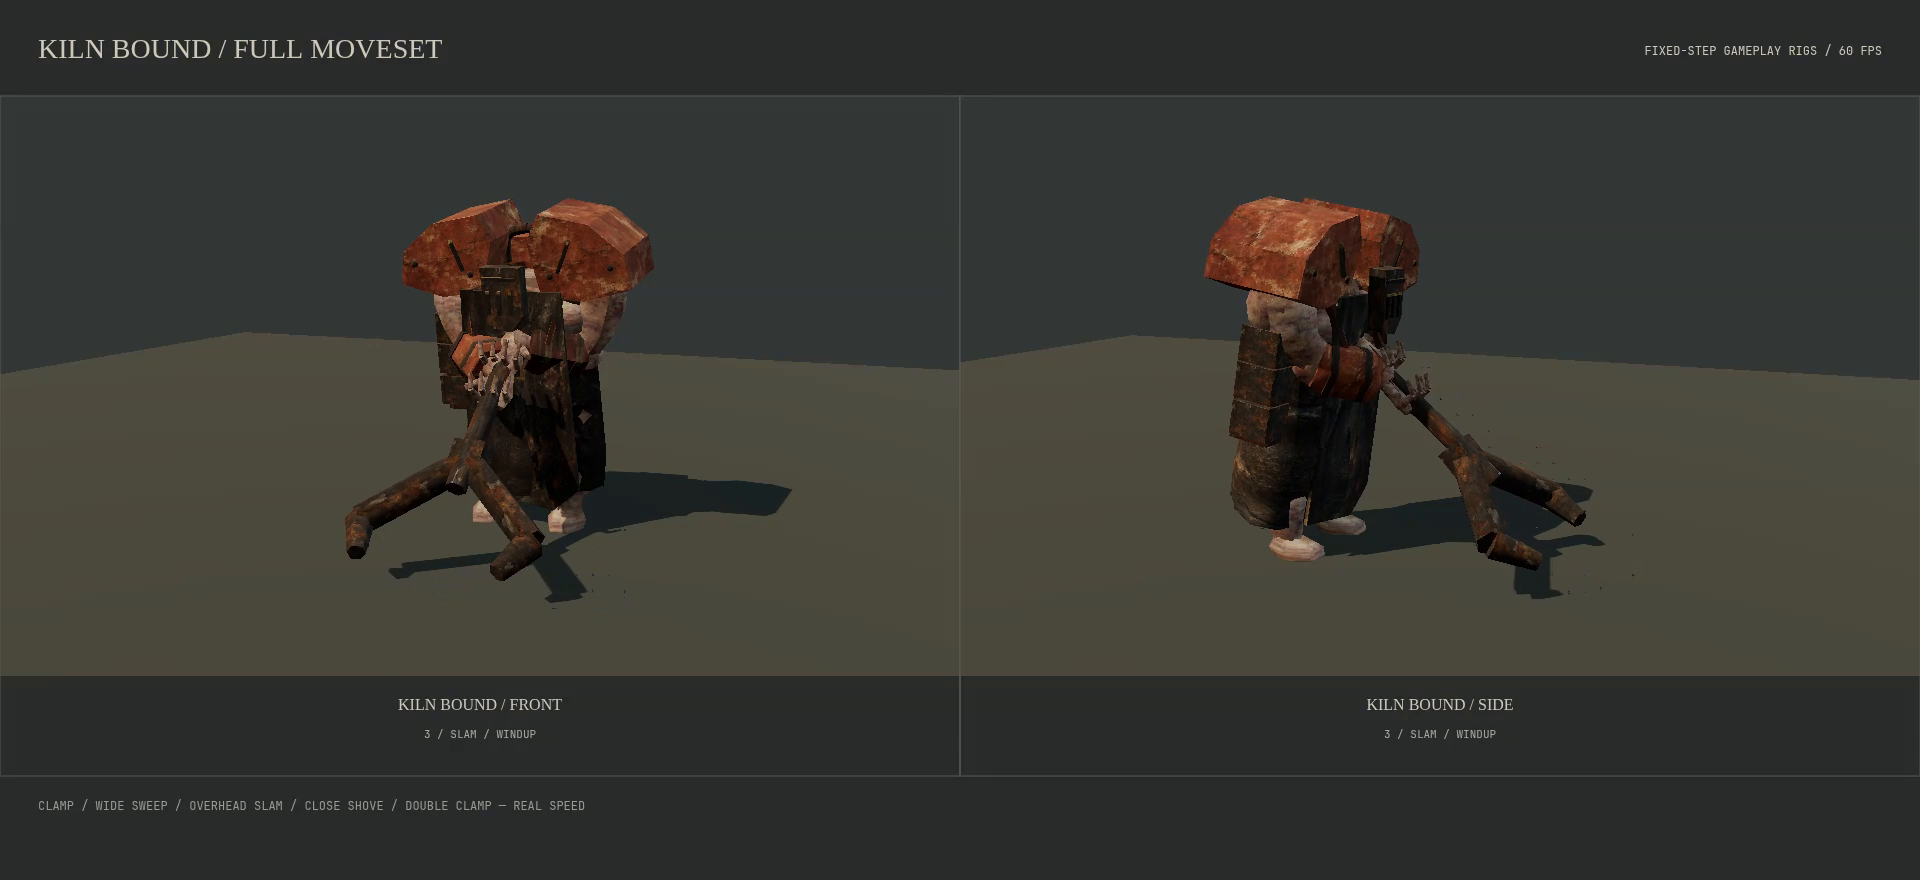 KILN BOUND / FULL MOVESET
FIXED-STEP GAMEPLAY RIGS / 60 FPS
KILN BOUND / FRONT
3 / SLAM / WINDUP
KILN BOUND / SIDE
3 / SLAM / WINDUP
CLAMP / WIDE SWEEP / OVERHEAD SLAM / CLOSE SHOVE / DOUBLE CLAMP — REAL SPEED